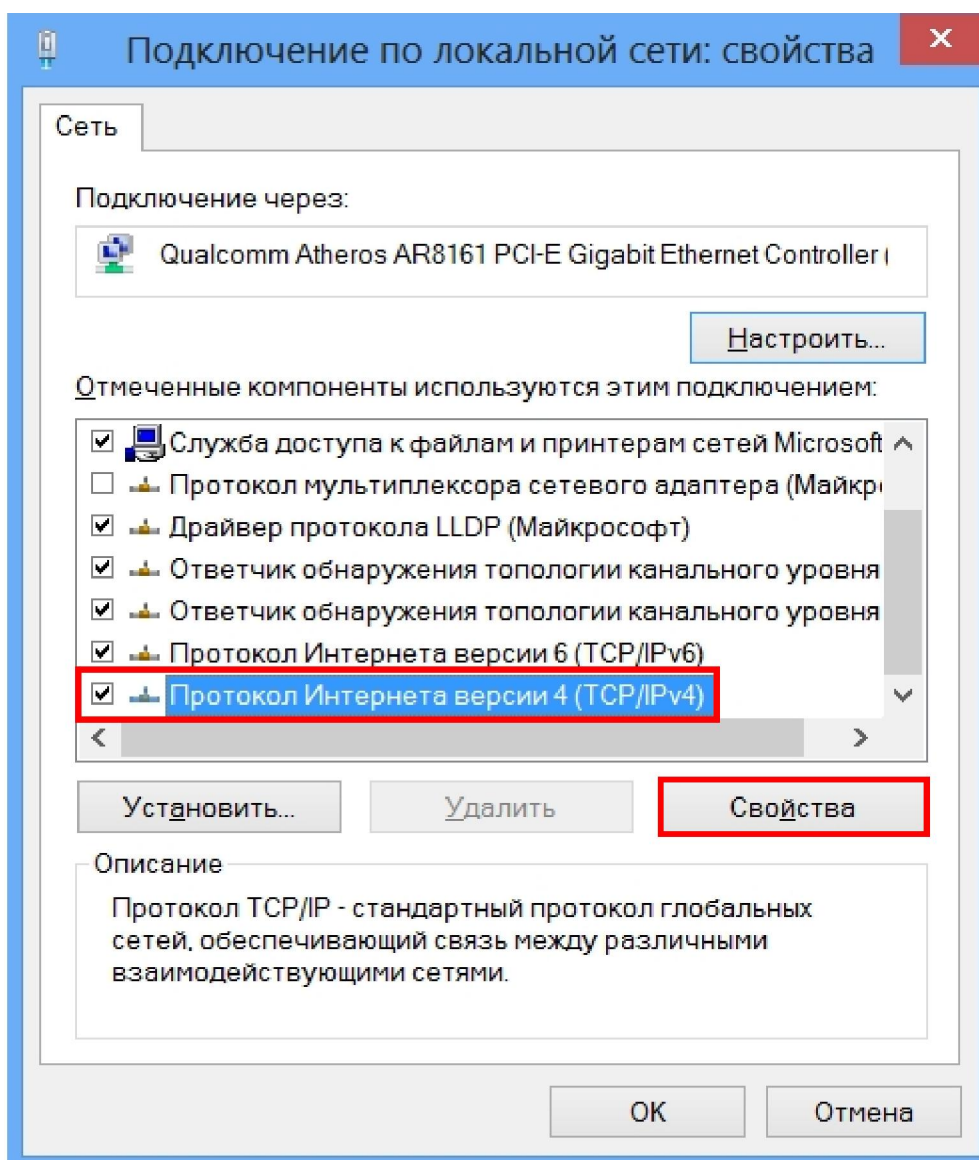 Подключение по локальной сети: свойства
Сеть
Подключение через:
Qualcomm Atheros AR8161 PCI-E Gigabit Ethernet Controller (
Настроить...
Отмеченные компоненты используются этим подключением:
Служба доступа к файлам и принтерам сетей Microsoft
Протокол мультиплексора сетевого адаптера (Майкр
Драйвер протокола LLDP (Майкрософт)
Ответчик обнаружения топологии канального уровня
Ответчик обнаружения топологии канального уровня
Протокол Интернета версии 6 (TCP/IPv6)
Протокол Интернета версии 4 (TCP/IPv4)
Установить...
Удалить
Свойства
Описание
Протокол TCP/IP - стандартный протокол глобальных
сетей, обеспечивающий связь между различными
взаимодействующими сетями.
OK
Отмена